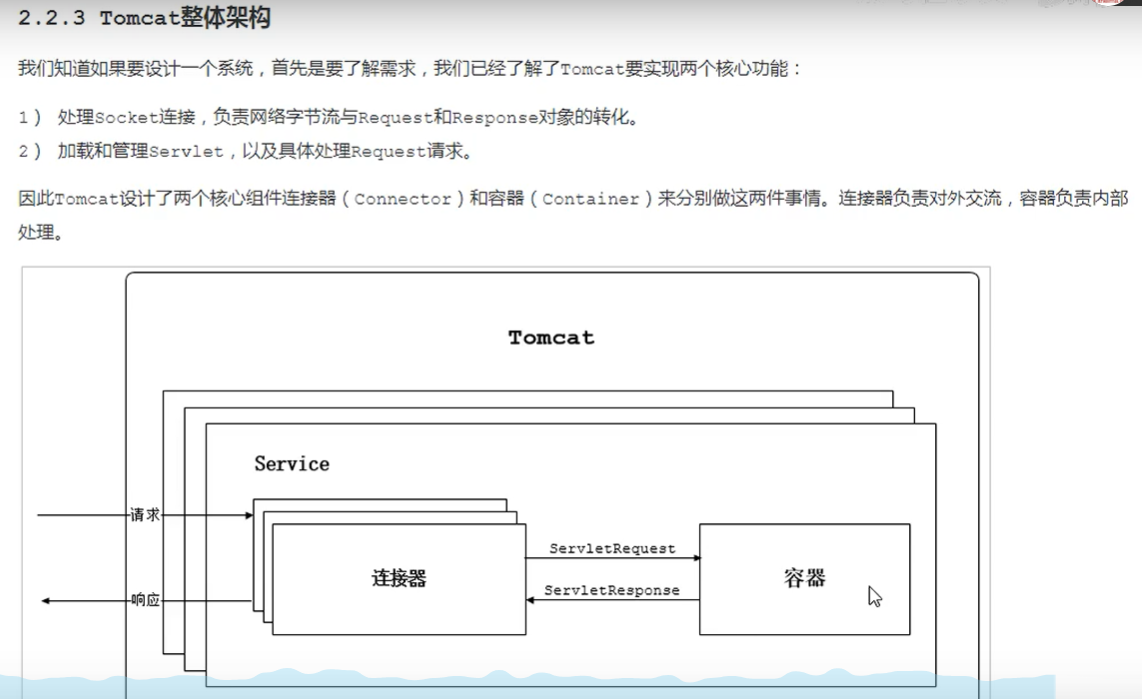 2.2.3 Tomcat整体架构
我们知道如果要设计一个系统，首先是要了解需求，我们已经了解了Tomcat要实现两个核心功能：
1） 处理Socket连接，负责网络字节流与Request和Response对象的转化。
2） 加载和管理Servlet，以及具体处理Request请求。
因此Tomcat设计了两个核心组件连接器（Connector）和容器（Container）来分别做这两件事情。连接器负责对外交流，容器负责内部
处理。
Tomcat
Service
请求
ServletRequest
连接器
容器
ServletResponse
响应